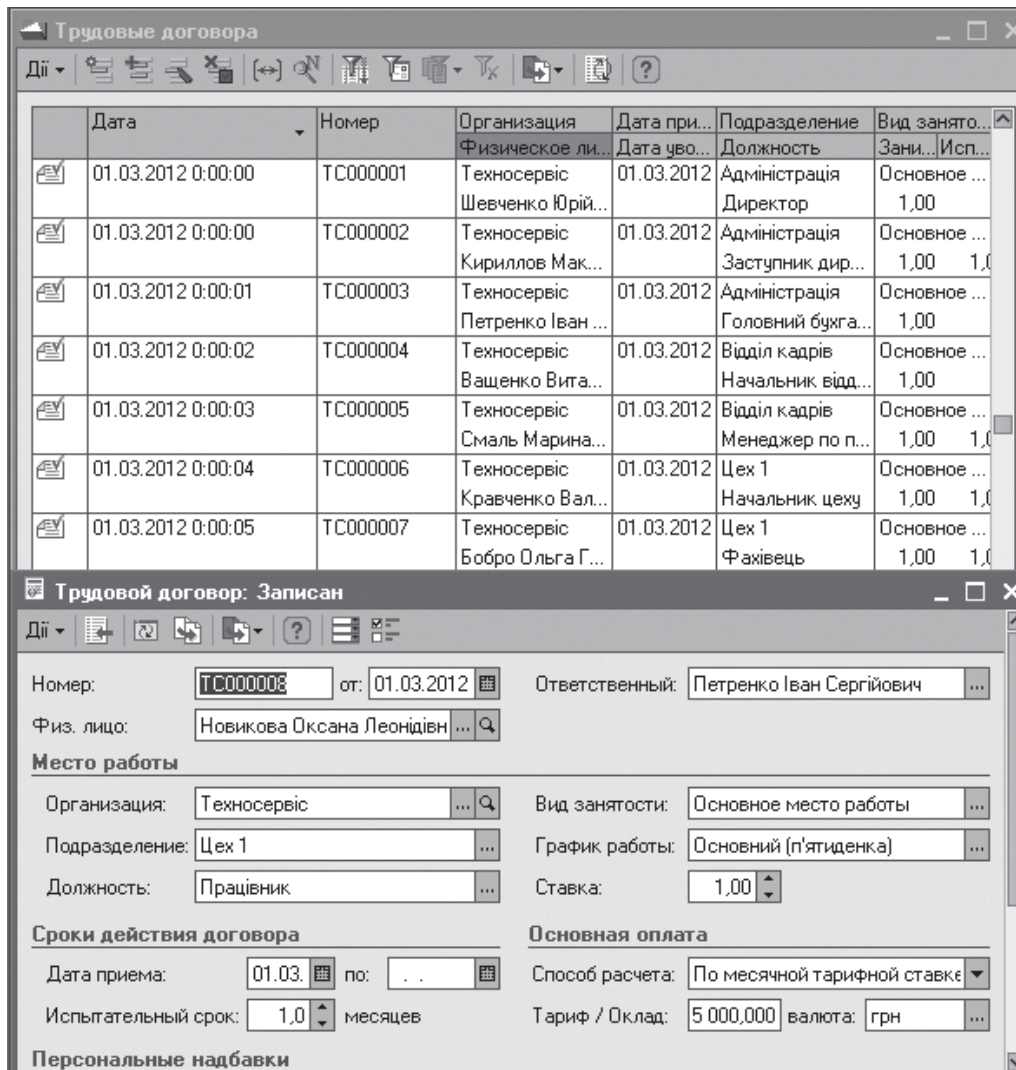 Трудовые договора
Дії
Дата Номер Организация Дата при... Подразделение Вид занято...
Физическое ли... Дата уво... Должность Зани... Исп...
01.03.2012 0:00:00 ТС000001 Техносервіс 01.03.2012 Адміністрація Основное ...
Шевченко Юрій... Директор 1,00
01.03.2012 0:00:00 ТС000002 Техносервіс 01.03.2012 Адміністрація Основное ...
Кириллов Мак... Заступник дир... 1,00 1,0
01.03.2012 0:00:01 ТС000003 Техносервіс 01.03.2012 Адміністрація Основное ...
Петренко Іван ... Головний бухга... 1,00
01.03.2012 0:00:02 ТС000004 Техносервіс 01.03.2012 Відділ кадрів Основное ...
Ващенко Вита... Начальник відд... 1,00
01.03.2012 0:00:03 ТС000005 Техносервіс 01.03.2012 Відділ кадрів Основное ...
Смаль Марина... Менеджер по п... 1,00 1,0
01.03.2012 0:00:04 ТС000006 Техносервіс 01.03.2012 Цех 1 Основное ...
Кравченко Вал... Начальник цеху 1,00 1,0
01.03.2012 0:00:05 ТС000007 Техносервіс 01.03.2012 Цех 1 Основное ...
Бобро Ольга Г... Фахівець 1,00 1,0
Трудовой договор: Записан
Дії
Номер: ТС000008 от: 01.03.2012 Ответственный: Петренко Іван Сергійович ...
Физ. лицо: Новикова Оксана Леонідівн ...
Место работы
Организация: Техносервіс ... Вид занятости: Основное место работы ...
Подразделение: Цех 1 ... График работы: Основний (п'ятиденка) ...
Должность: Працівник ... Ставка: 1,00
Сроки действия договора Основная оплата
Дата приема: 01.03. по: . . Способ расчета: По месячной тарифной ставке
Испытательный срок: 1,0 месяцев Тариф / Оклад: 5 000,000 валюта: грн ...
Персональные надбавки